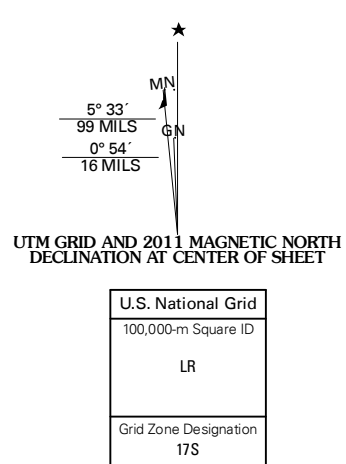 ★
MN
5° 33´
99 MILS
GN
0° 54´
16 MILS
UTM GRID AND 2011 MAGNETIC NORTH
DECLINATION AT CENTER OF SHEET
U.S. National Grid
100,000-m Square ID
LR
Grid Zone Designation
17S